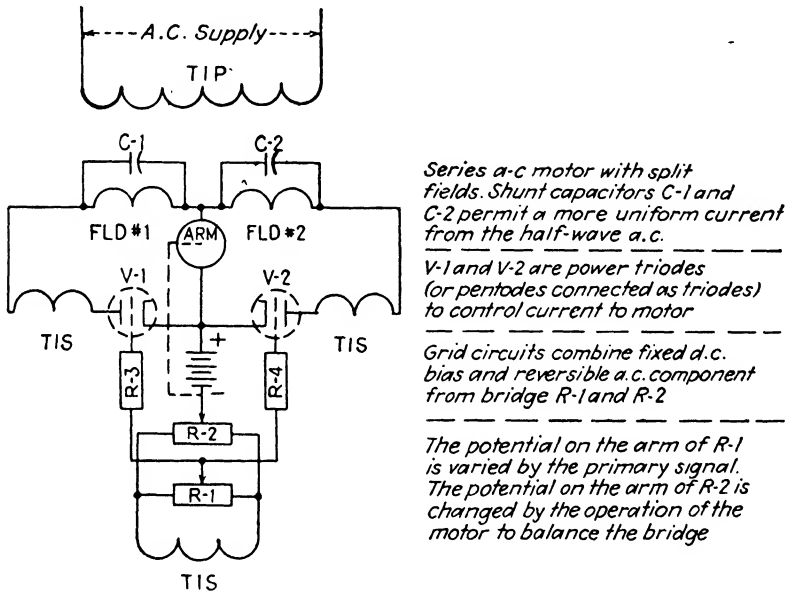 A.C. Supply
TIP
C-1
C-2
FLD #1
ARM
FLD #2
V-1
V-2
TIS
+
TIS
R-3
R-4
R-2
R-1
TIS
Series a-c motor with split
fields. Shunt capacitors C-1 and
C-2 permit a more uniform current
from the half-wave a.c.
V-1 and V-2 are power triodes
(or pentodes connected as triodes)
to control current to motor
Grid circuits combine fixed d.c.
bias and reversible a.c. component
from bridge R-1 and R-2
The potential on the arm of R-1
is varied by the primary signal.
The potential on the arm of R-2 is
changed by the operation of the
motor to balance the bridge